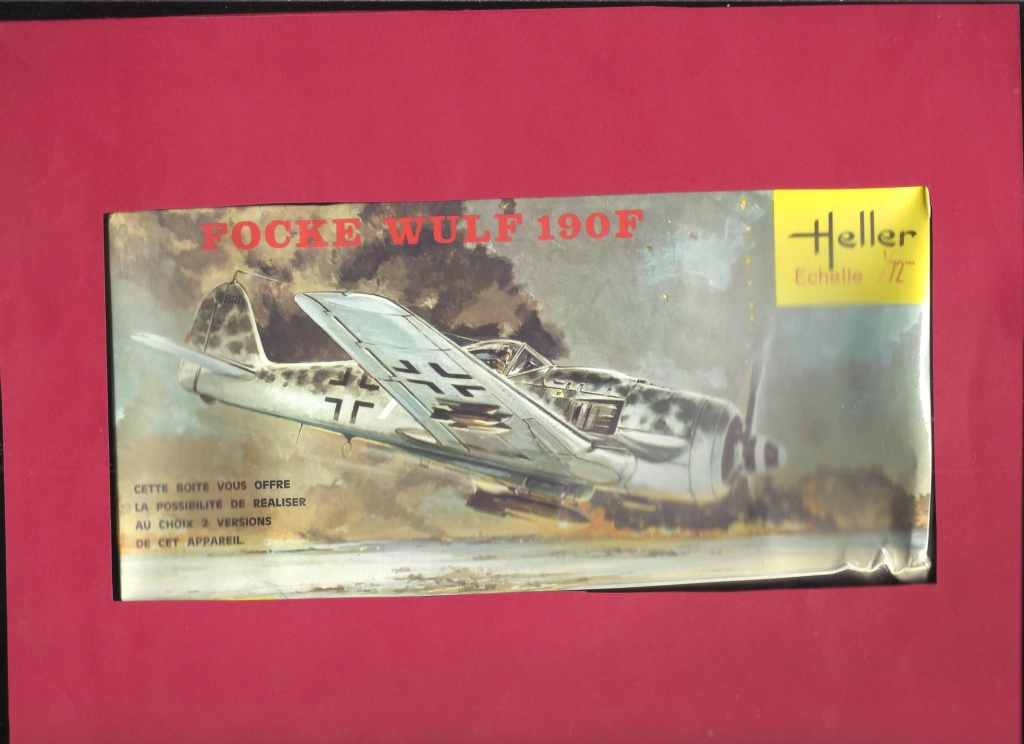 FOCKE WULF 190F
Heller
Echelle 1/72
CETTE BOITE VOUS OFFRE
LA POSSIBILITE DE RÉALISER
AU CHOIX 2 VERSIONS
DE CET APPAREIL.